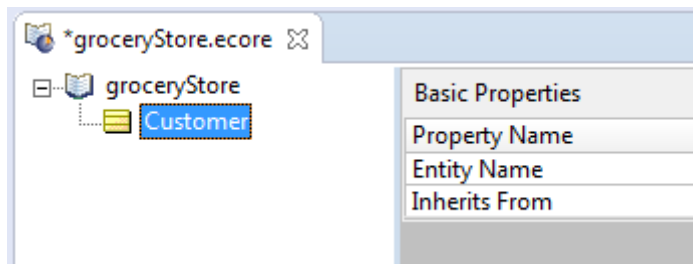 *groceryStore.ecore
groceryStore
Customer
Basic Properties
Property Name
Entity Name
Inherits From